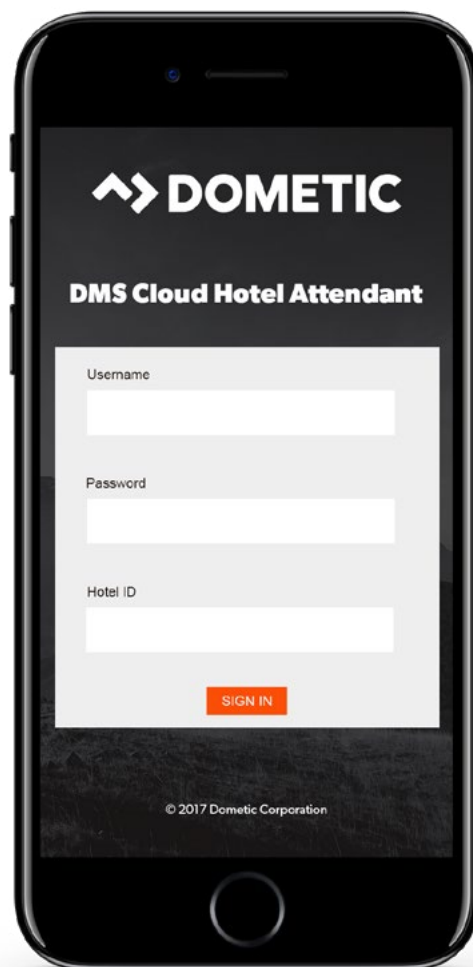 DOMETIC
DMS Cloud Hotel Attendant
Username
Password
Hotel ID
SIGN IN
© 2017 Dometic Corporation